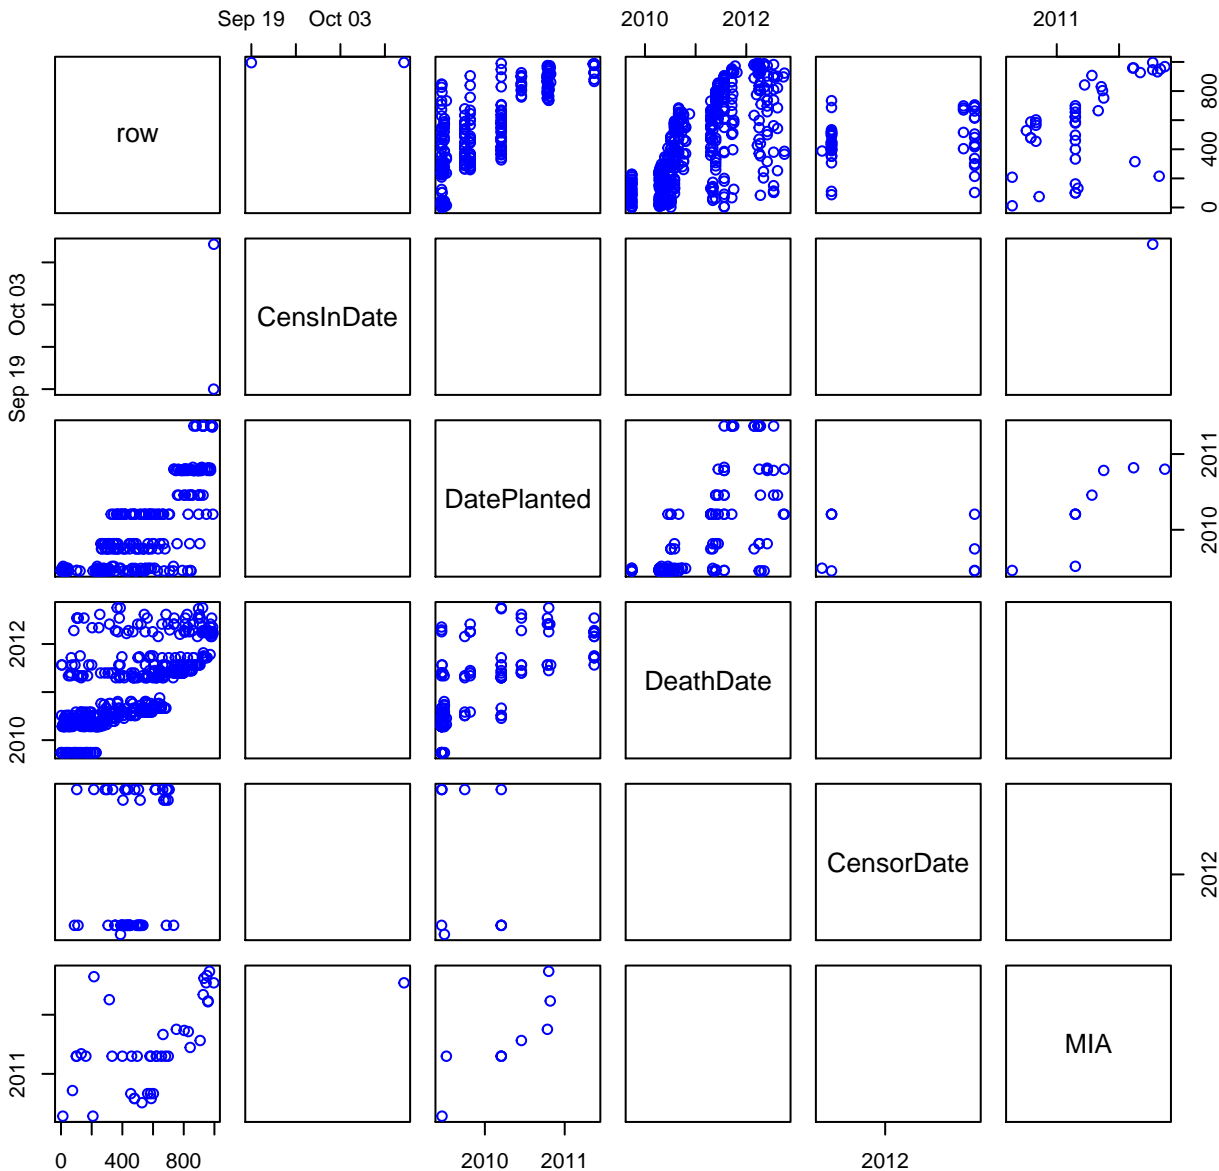 Sep 19 Oct 03 2010 2012 2011
row
0 400 800
CensInDate
Sep 19 Oct 03
DatePlanted
2010 2011
DeathDate
2010 2012
CensorDate
2012
MIA
2011
0 400 800 2010 2011 2012